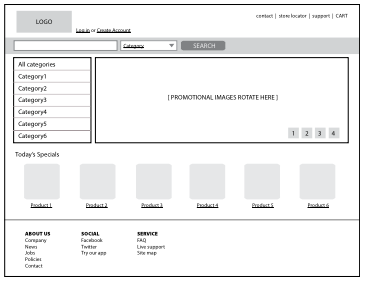 LOGO
contact | store locator | support | CART
Log in or Create Account
Category
SEARCH
All categories
Category1
Category2
Category3
Category4
Category5
Category6
[ PROMOTIONAL IMAGES ROTATE HERE ]
1 2 3 4
Today's Specials
Product 1 Product 2 Product 3 Product 4 Product 5 Product 6
ABOUT US SOCIAL SERVICE
Company Facebook FAQ
News Twitter Live support
Jobs Try our app Site map
Policies
Contact